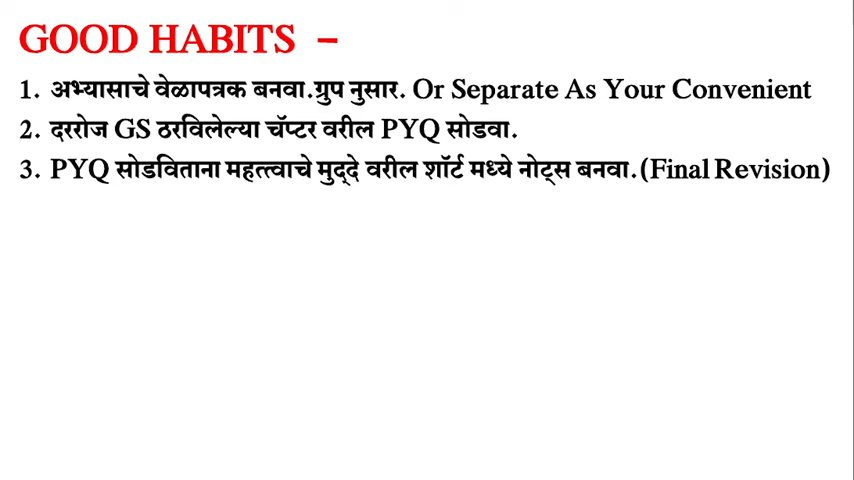 GOOD HABITS –
1. अभ्यासाचे वेळापत्रक बनवा.ग्रुप नुसार. Or Separate As Your Convenient
2. दररोज GS ठरविलेल्या चॅप्टर वरील PYQ सोडवा.
3. PYQ सोडविताना महत्त्वाचे मुद्दे वरील शॉर्ट मध्ये नोट्स बनवा.(Final Revision)